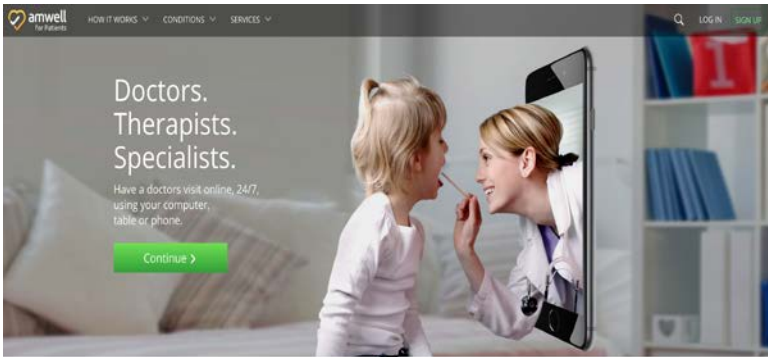 amwell
for Patients
HOW IT WORKS
CONDITIONS
SERVICES
LOG IN
SIGN UP
Doctors.
Therapists.
Specialists.
Have a doctors visit online, 24/7,
using your computer,
table or phone.
Continue >